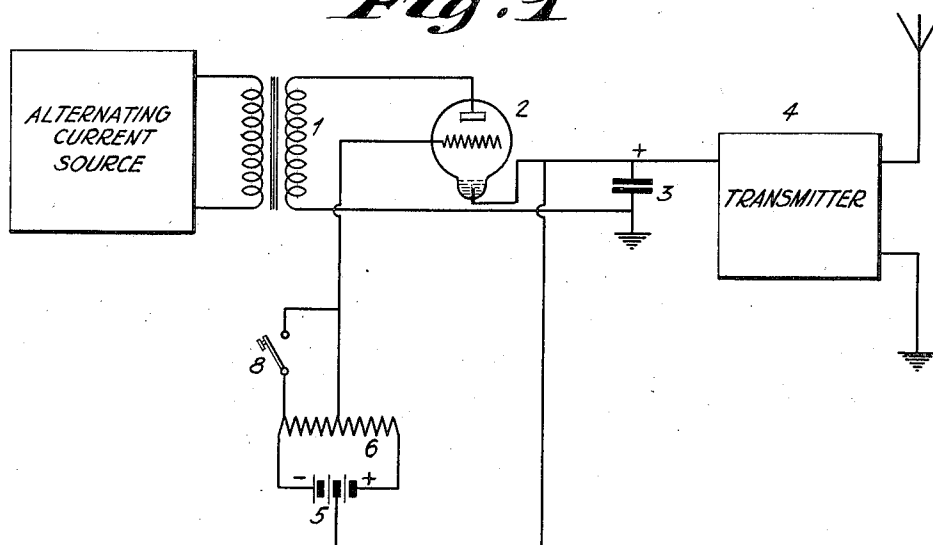 Fig. 1
ALTERNATING
CURRENT
SOURCE
1
2
+
3
4
TRANSMITTER
8
6
- +
5